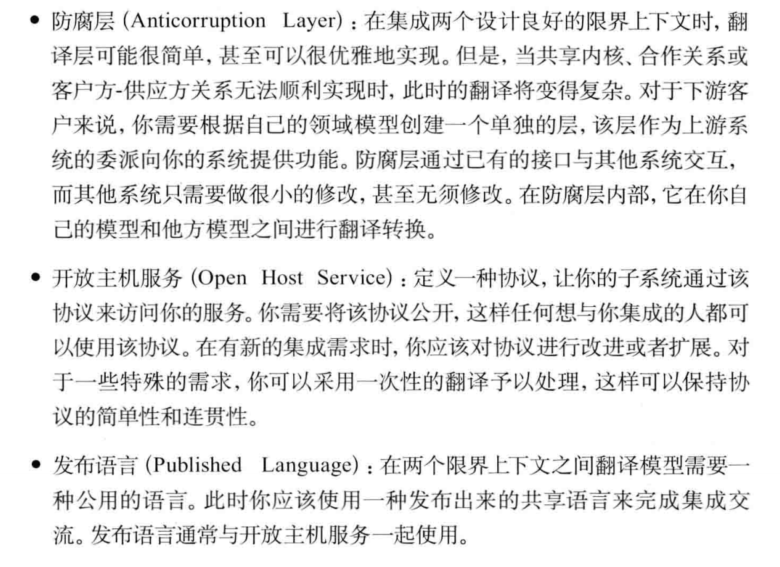 • 防腐层(Anticorruption Layer):在集成两个设计良好的限界上下文时,翻
译层可能很简单,甚至可以很优雅地实现。但是,当共享内核、合作关系或
客户方-供应方关系无法顺利实现时,此时的翻译将变得复杂。对于下游客
户来说,你需要根据自己的领域模型创建一个单独的层,该层作为上游系
统的委派向你的系统提供功能。防腐层通过已有的接口与其他系统交互,
而其他系统只需要做很小的修改,甚至无须修改。在防腐层内部,它在你自
己的模型和他方模型之间进行翻译转换。
• 开放主机服务(Open Host Service):定义一种协议,让你的子系统通过该
协议来访问你的服务。你需要将该协议公开,这样任何想与你集成的人都可
以使用该协议。在有新的集成需求时,你应该对协议进行改进或者扩展。对
于一些特殊的需求,你可以采用一次性的翻译予以处理,这样可以保持协
议的简单性和连贯性。
• 发布语言(Published Language):在两个限界上下文之间翻译模型需要一
种公用的语言。此时你应该使用一种发布出来的共享语言来完成集成交
流。发布语言通常与开放主机服务一起使用。